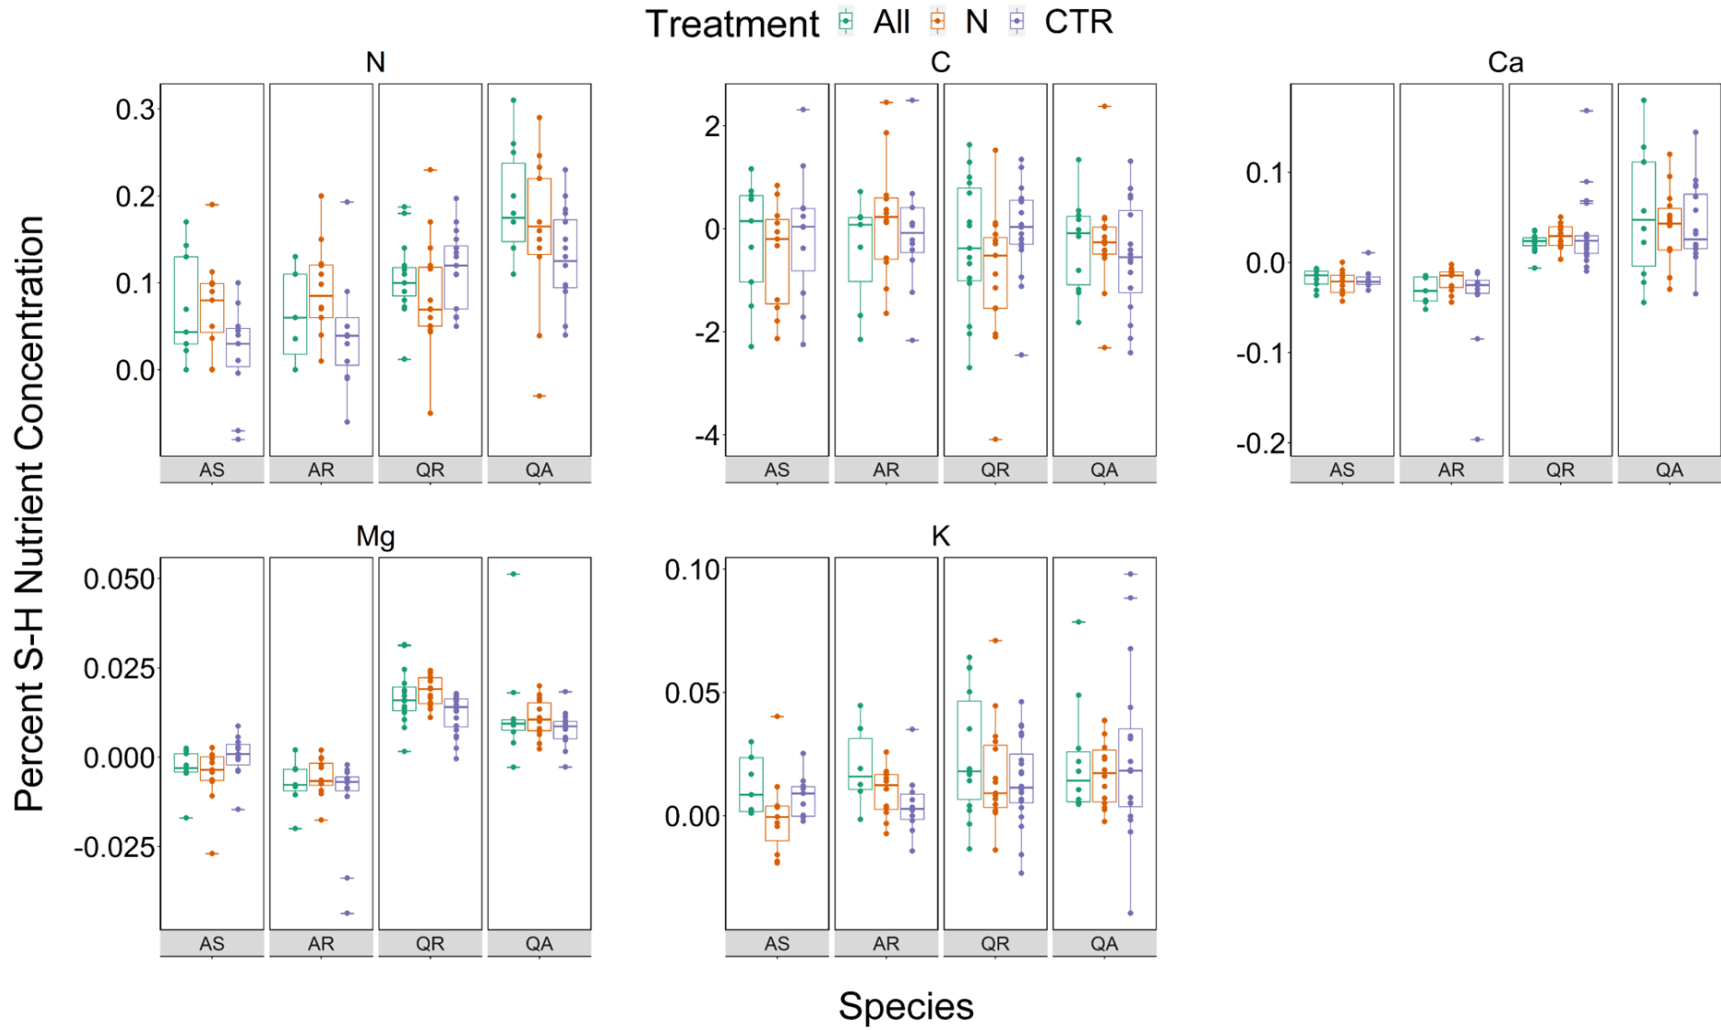 Treatment All N CTR
N
C
Ca
Percent S-H Nutrient Concentration
0.3
0.2
0.1
0.0
2
0
-2
-4
0.1
0.0
-0.1
-0.2
AS AR QR QA
AS AR QR QA
AS AR QR QA
Mg
K
0.050
0.025
0.000
-0.025
0.10
0.05
0.00
AS AR QR QA
AS AR QR QA
Species